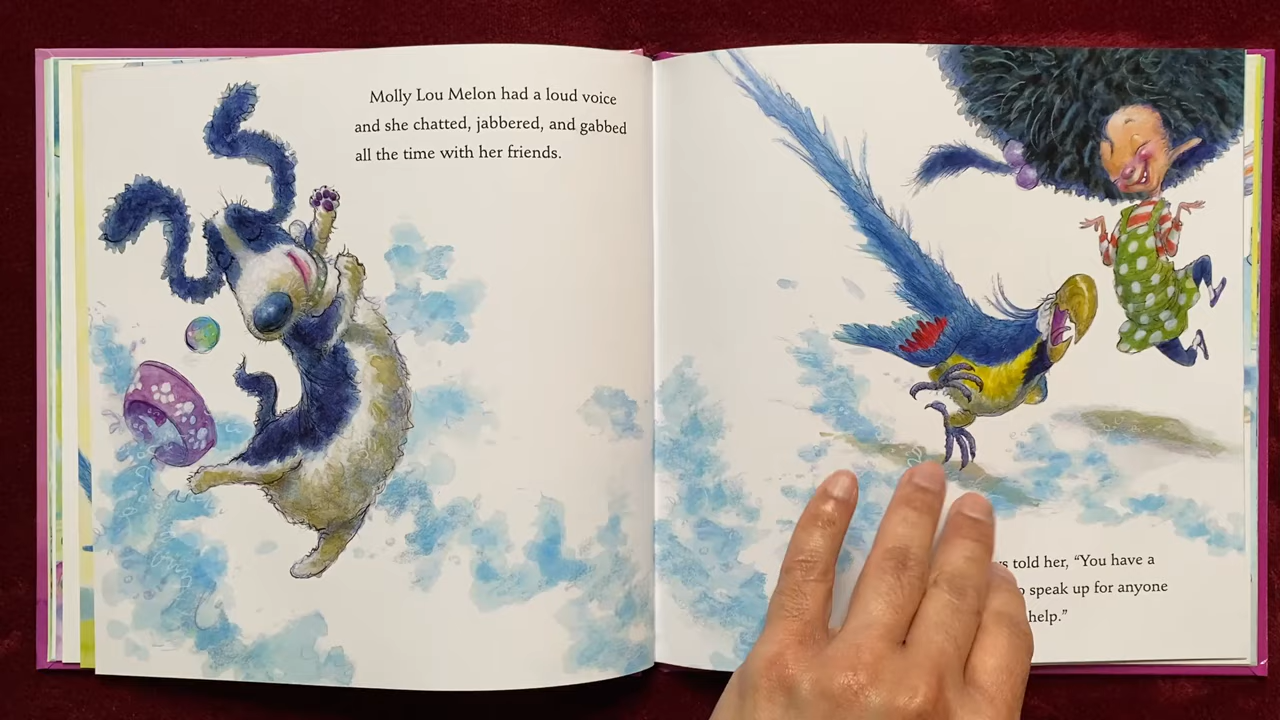 Molly Lou Melon had a loud voice
and she chatted, jabbered, and gabbed
all the time with her friends.
told her, “You have a
speak up for anyone
help.”